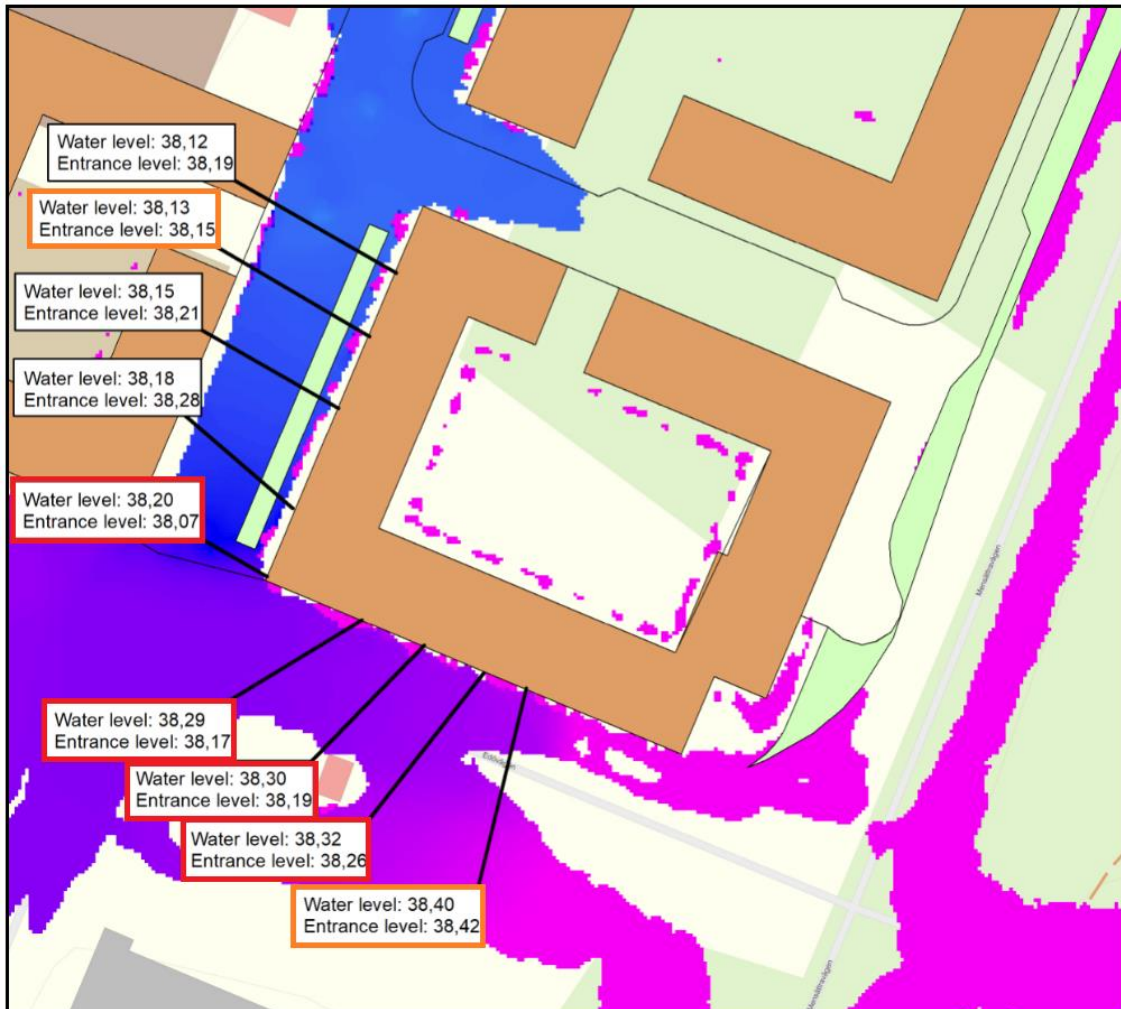 Water level: 38,12
Entrance level: 38,19
Water level: 38,13
Entrance level: 38,15
Water level: 38,15
Entrance level: 38,21
Water level: 38,18
Entrance level: 38,28
Water level: 38,20
Entrance level: 38,07
Water level: 38,29
Entrance level: 38,17
Water level: 38,30
Entrance level: 38,19
Water level: 38,32
Entrance level: 38,26
Water level: 38,40
Entrance level: 38,42
Mensättravägen
Mensättravägen